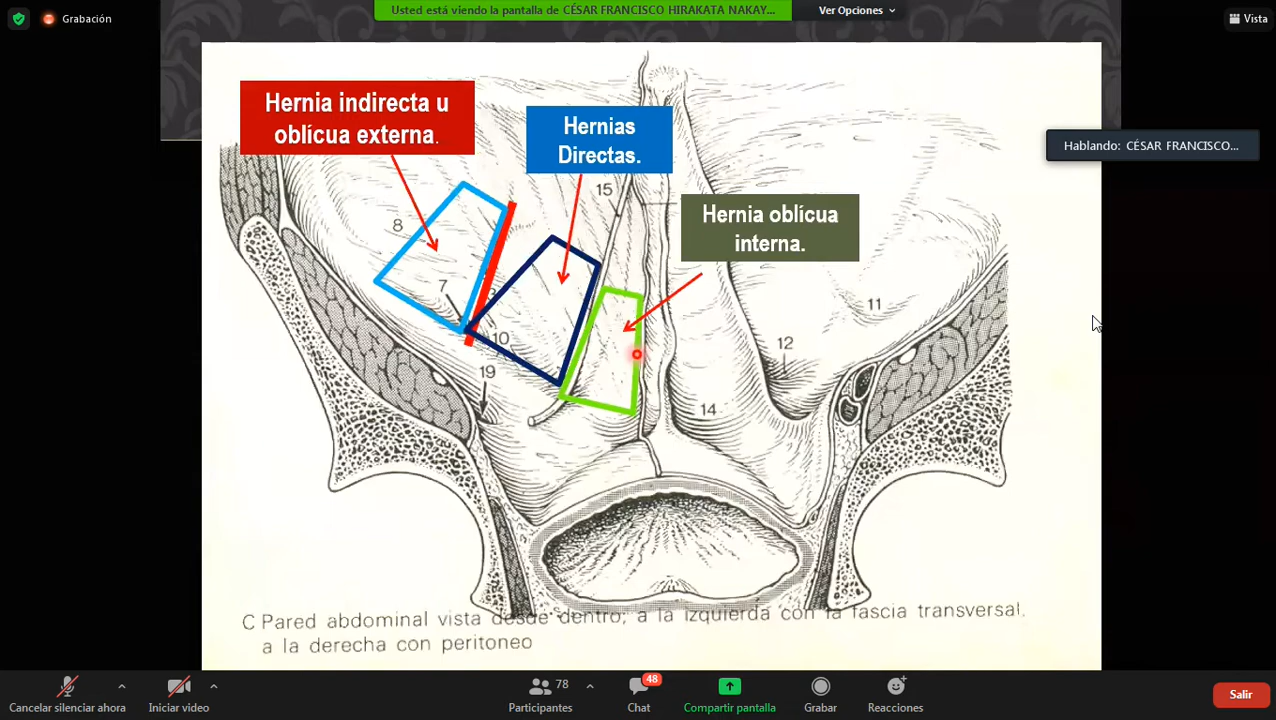 Grabación
Usted está viendo la pantalla de CÉSAR FRANCISCO HIRAKATA NAKAY...
Ver Opciones
Vista
Hernia indirecta u
oblícua externa.
Hernias
Directas.
Hablando: CÉSAR FRANCISCO...
15
Hernia oblícua
interna.
8
7
11
10
12
19
14
C Pared abdominal vista desde dentro; a la izquierda con la fascia transversal.
a la derecha con peritoneo
78
48
Cancelar silenciar ahora
Iniciar video
Participantes
Chat
Compartir pantalla
Grabar
Reacciones
Salir